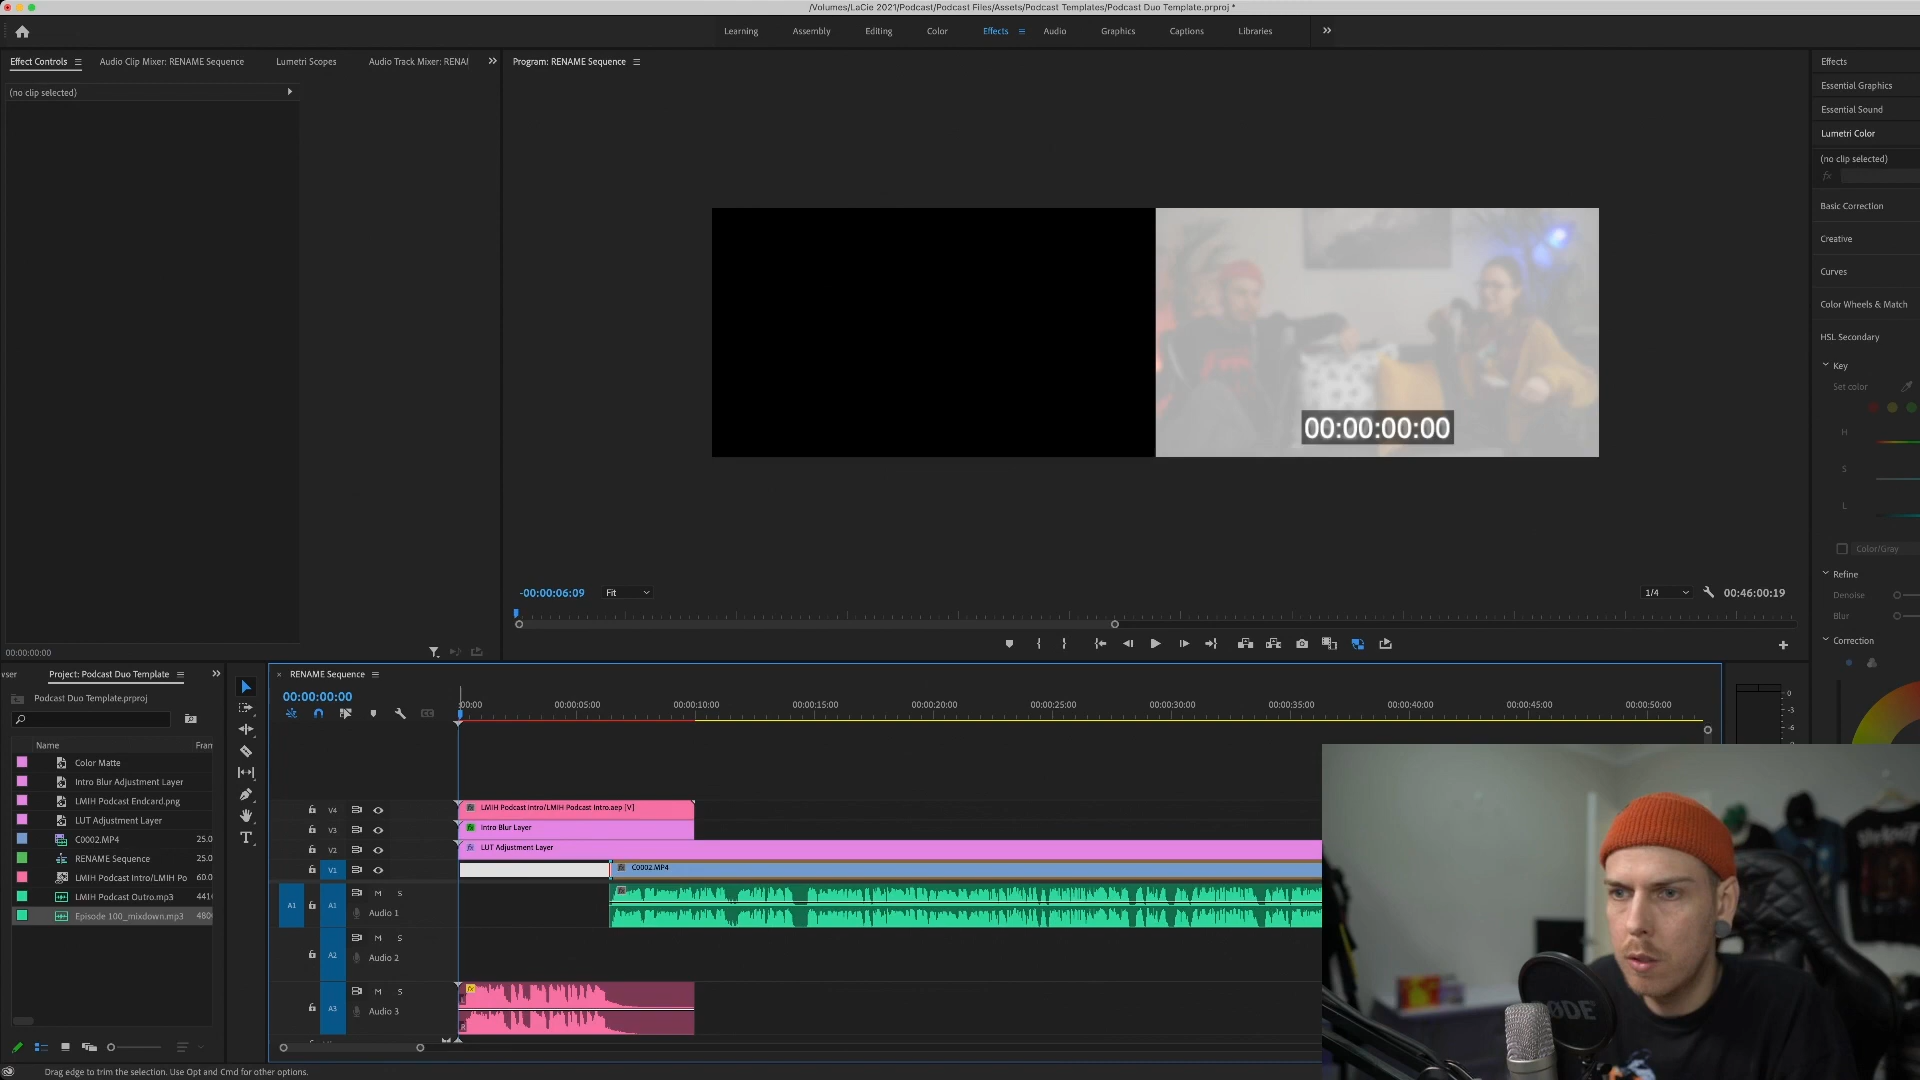 /Volumes/LaCie 2021/Podcast/Podcast Files/Assets/Podcast Templates/Podcast Duo Template.prproj *
Learning
Assembly
Editing
Color
Effects
Audio
Graphics
Captions
Libraries
Effect Controls
Audio Clip Mixer: RENAME Sequence
Lumetri Scopes
Audio Track Mixer: RENA
Program: RENAME Sequence
(no clip selected)
00:00:00:00
-00:00:06:09
Fit
1/4
00:46:00:19
00:00:00:00
Effects
Essential Graphics
Essential Sound
Lumetri Color
(no clip selected)
fx
Basic Correction
Creative
Curves
Color Wheels & Match
HSL Secondary
Key
Set color
H
S
L
Color/Gray
Refine
Denoise
Blur
Correction
wser
Project: Podcast Duo Template
Podcast Duo Template.prproj
Name
Fran
Color Matte
Intro Blur Adjustment Layer
LMIH Podcast Endcard.png
LUT Adjustment Layer
C0002.MP4 25.0
RENAME Sequence 25.0
LMIH Podcast Intro/LMIH Po 60.0
LMIH Podcast Outro.mp3 441
Episode 100_mixdown.mp3 480
RENAME Sequence
00:00:00:00
:00:00
00:00:05:00
00:00:10:00
00:00:15:00
00:00:20:00
00:00:25:00
00:00:30:00
00:00:35:00
00:00:40:00
00:00:45:00
00:00:50:00
V4
LMIH Podcast Intro/LMIH Podcast Intro.aep [V]
V3
Intro Blur Layer
V2
LUT Adjustment Layer
V1
C0002.MP4
A1
A1
M S
Audio 1
A2
M S
Audio 2
A3
M S
Audio 3
L
R
0
-3
-6
RØDE
Drag edge to trim the selection. Use Opt and Cmd for other options.